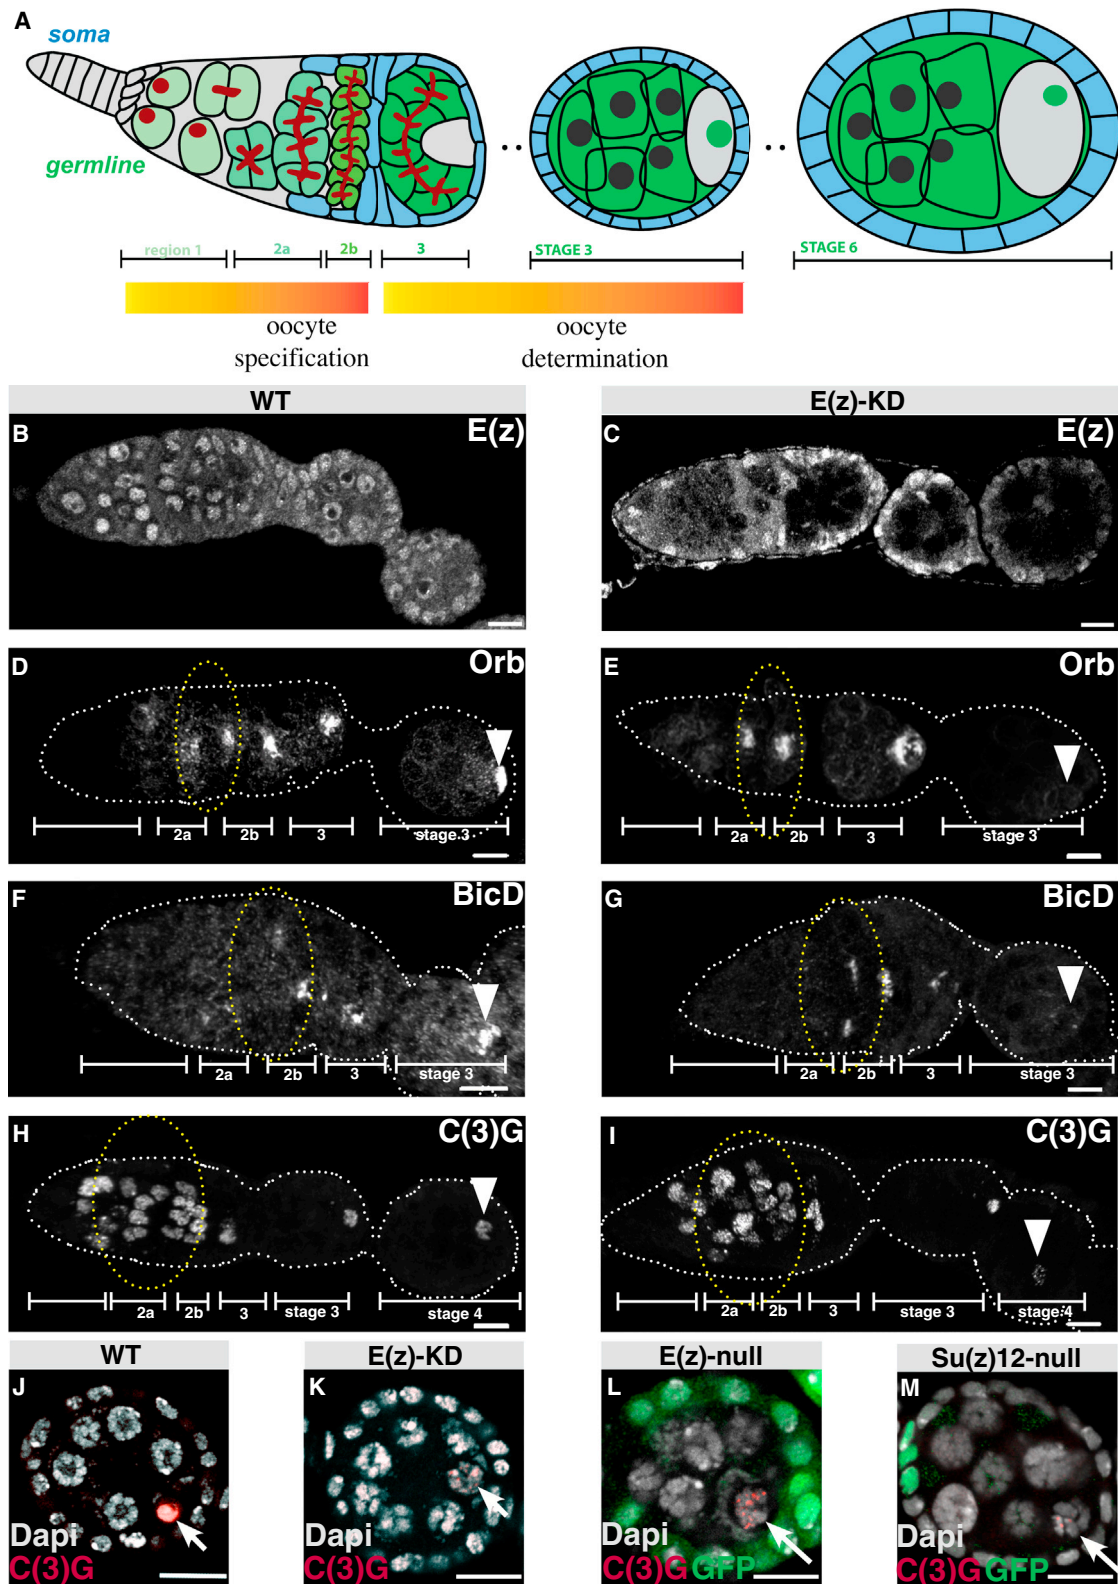 A
soma
germline
region 1
2a
2b
3
STAGE 3
STAGE 6
oocyte
specification
oocyte
determination
WT
E(z)-KD
B
E(z)
C
E(z)
D
Orb
2a
2b
3
stage 3
E
Orb
2a
2b
3
stage 3
F
BicD
2a
2b
3
stage 3
G
BicD
2a
2b
3
stage 3
H
C(3)G
2a
2b
3
stage 3
stage 4
I
C(3)G
2a
2b
3
stage 3
stage 4
WT
E(z)-KD
E(z)-null
Su(z)12-null
J
Dapi
C(3)G
K
Dapi
C(3)G
L
Dapi
C(3)G GFP
M
Dapi
C(3)G GFP